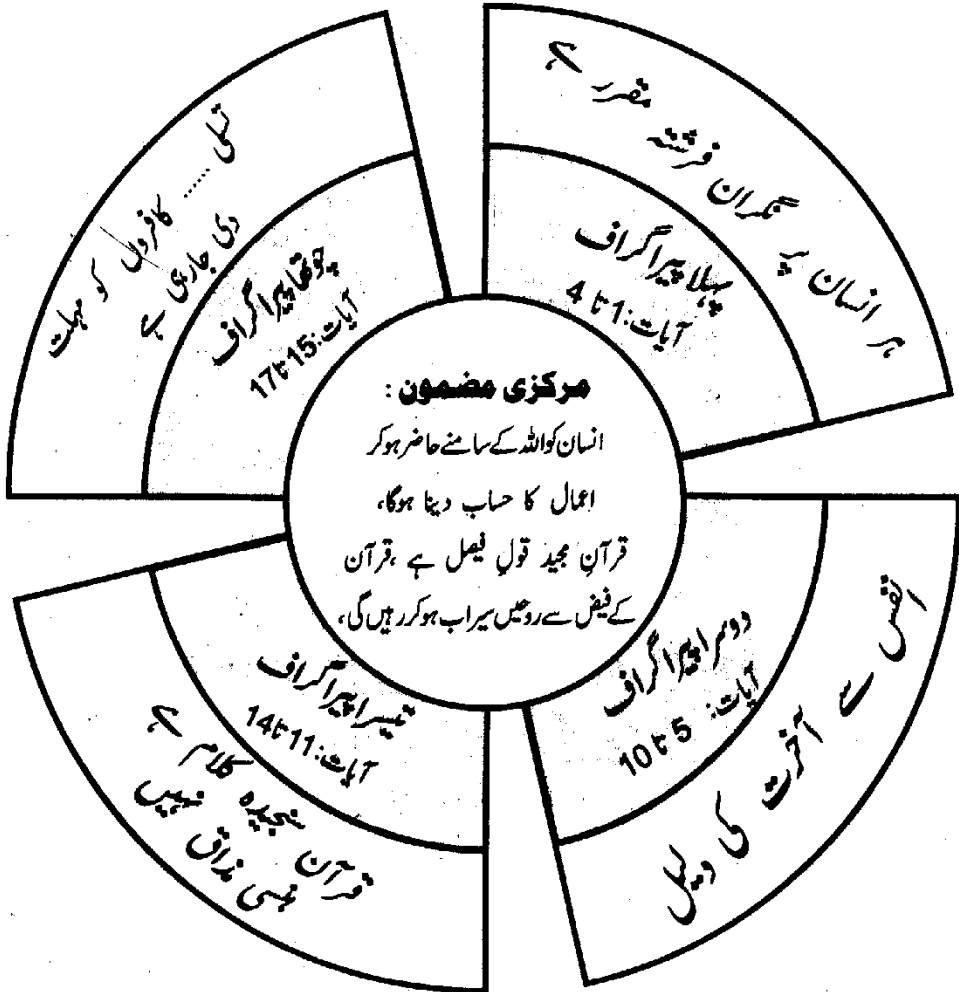 مرکزی مضمون :
انسان کو اللہ کے سامنے حاضر ہو کر
اعمال کا حساب دینا ہوگا،
قرآنِ مجید قولِ فیصل ہے ،قرآن
کے فیض سے روحیں سیراب ہو کر رہیں گی،
ہر انسان پر نگران فرشتہ مقرر ہے
پہلا پیراگراف
آیات:1 تا 4
انفس سے آخرت کی دلیل
دوسرا پیراگراف
آیات: 5 تا 10
تیسرا پیراگراف
آیات:11 تا 14
قرآن سنجیدہ کلام ہے
ہنسی مذاق نہیں
تسلی ...... کافروں کو مہلت
دی جا رہی ہے
چوتھا پیراگراف
آیات:15 تا 17